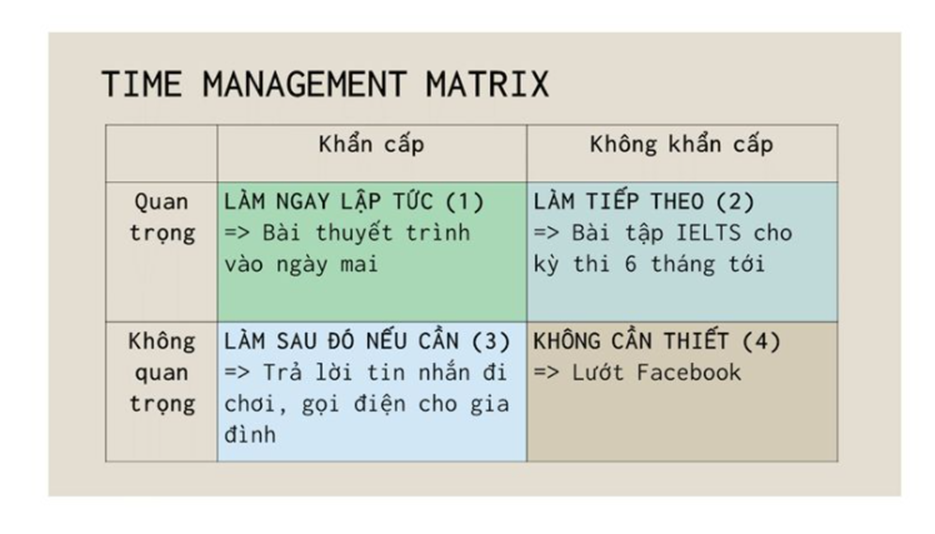 TIME MANAGEMENT MATRIX
Khẩn cấp
Không khẩn cấp
Quan
trọng
LÀM NGAY LẬP TỨC (1)
=> Bài thuyết trình
vào ngày mai
LÀM TIẾP THEO (2)
=> Bài tập IELTS cho
kỳ thi 6 tháng tới
Không
quan
trọng
LÀM SAU ĐÓ NẾU CẦN (3)
=> Trả lời tin nhắn đi
chơi, gọi điện cho gia
đình
KHÔNG CẦN THIẾT (4)
=> Lướt Facebook